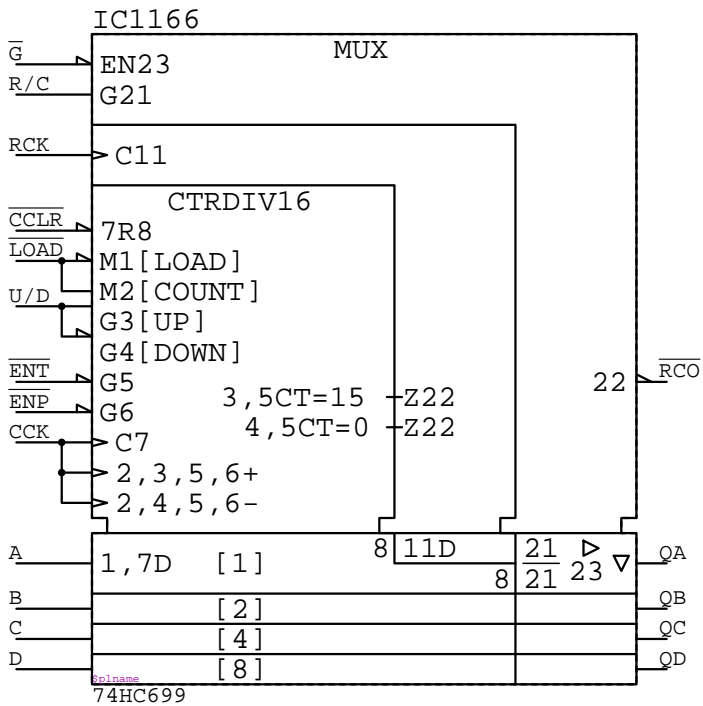 IC1166
MUX
G
EN23
R/C
G21
RCK
C11
CTRDIV16
CCLR
7R8
LOAD
M1[LOAD]
M2[COUNT]
U/D
G3[UP]
G4[DOWN]
ENT
G5
3,5CT=15
Z22
22
RCO
ENP
G6
4,5CT=0
Z22
CCK
C7
2,3,5,6+
2,4,5,6-
A
1,7D
[1]
8
11D
8
21
21
23
QA
B
[2]
QB
C
[4]
QC
D
[8]
QD
$plname
74HC699